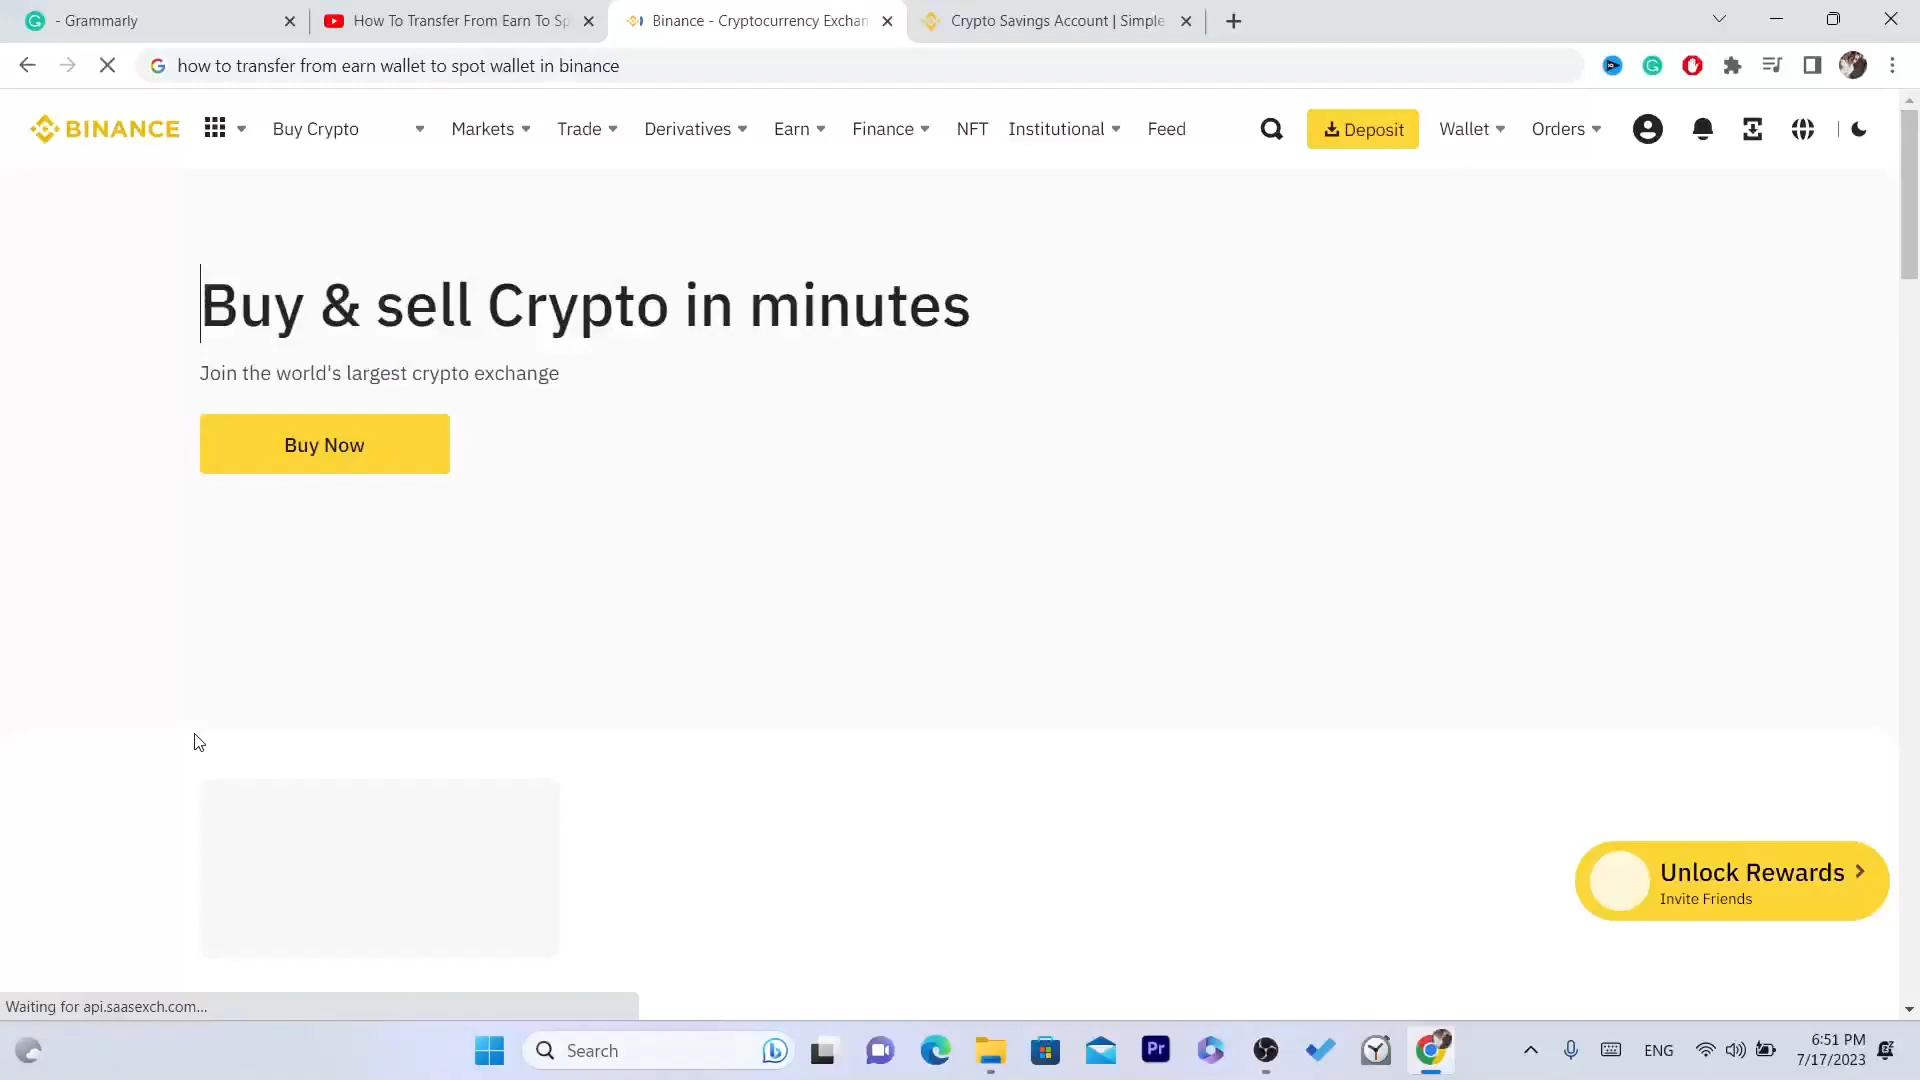 - Grammarly
How To Transfer From Earn To Sp
Binance - Cryptocurrency Exchan
Crypto Savings Account | Simple
how to transfer from earn wallet to spot wallet in binance
BINANCE
Buy Crypto
Markets
Trade
Derivatives
Earn
Finance
NFT
Institutional
Feed
Deposit
Wallet
Orders
Buy & sell Crypto in minutes
Join the world's largest crypto exchange
Buy Now
Unlock Rewards
Invite Friends
Waiting for api.saasexch.com...
Search
Pr
ENG
6:51 PM
7/17/2023